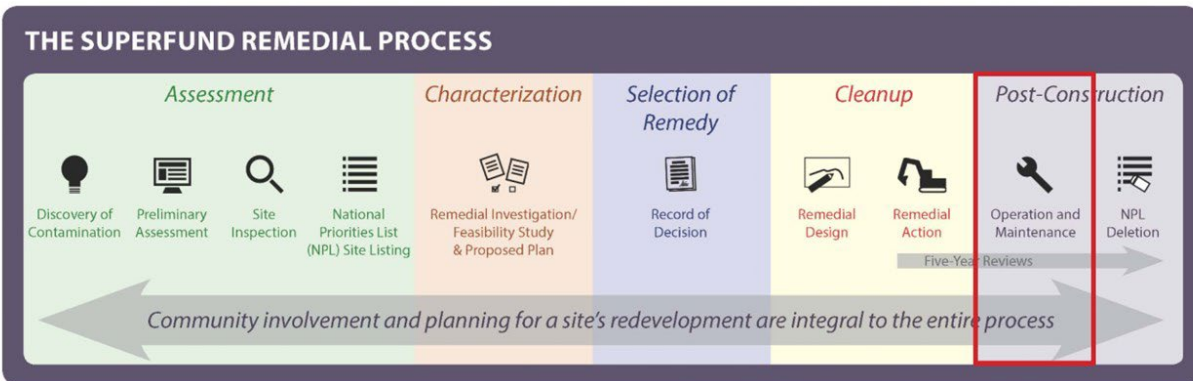 THE SUPERFUND REMEDIAL PROCESS
Assessment
Discovery of
Contamination
Preliminary
Assessment
Site
Inspection
National
Priorities List
(NPL) Site Listing
Characterization
Remedial Investigation/
Feasibility Study
& Proposed Plan
Selection of
Remedy
Record of
Decision
Cleanup
Remedial
Design
Remedial
Action
Post-Construction
Operation and
Maintenance
NPL
Deletion
Five-Year Reviews
Community involvement and planning for a site's redevelopment are integral to the entire process